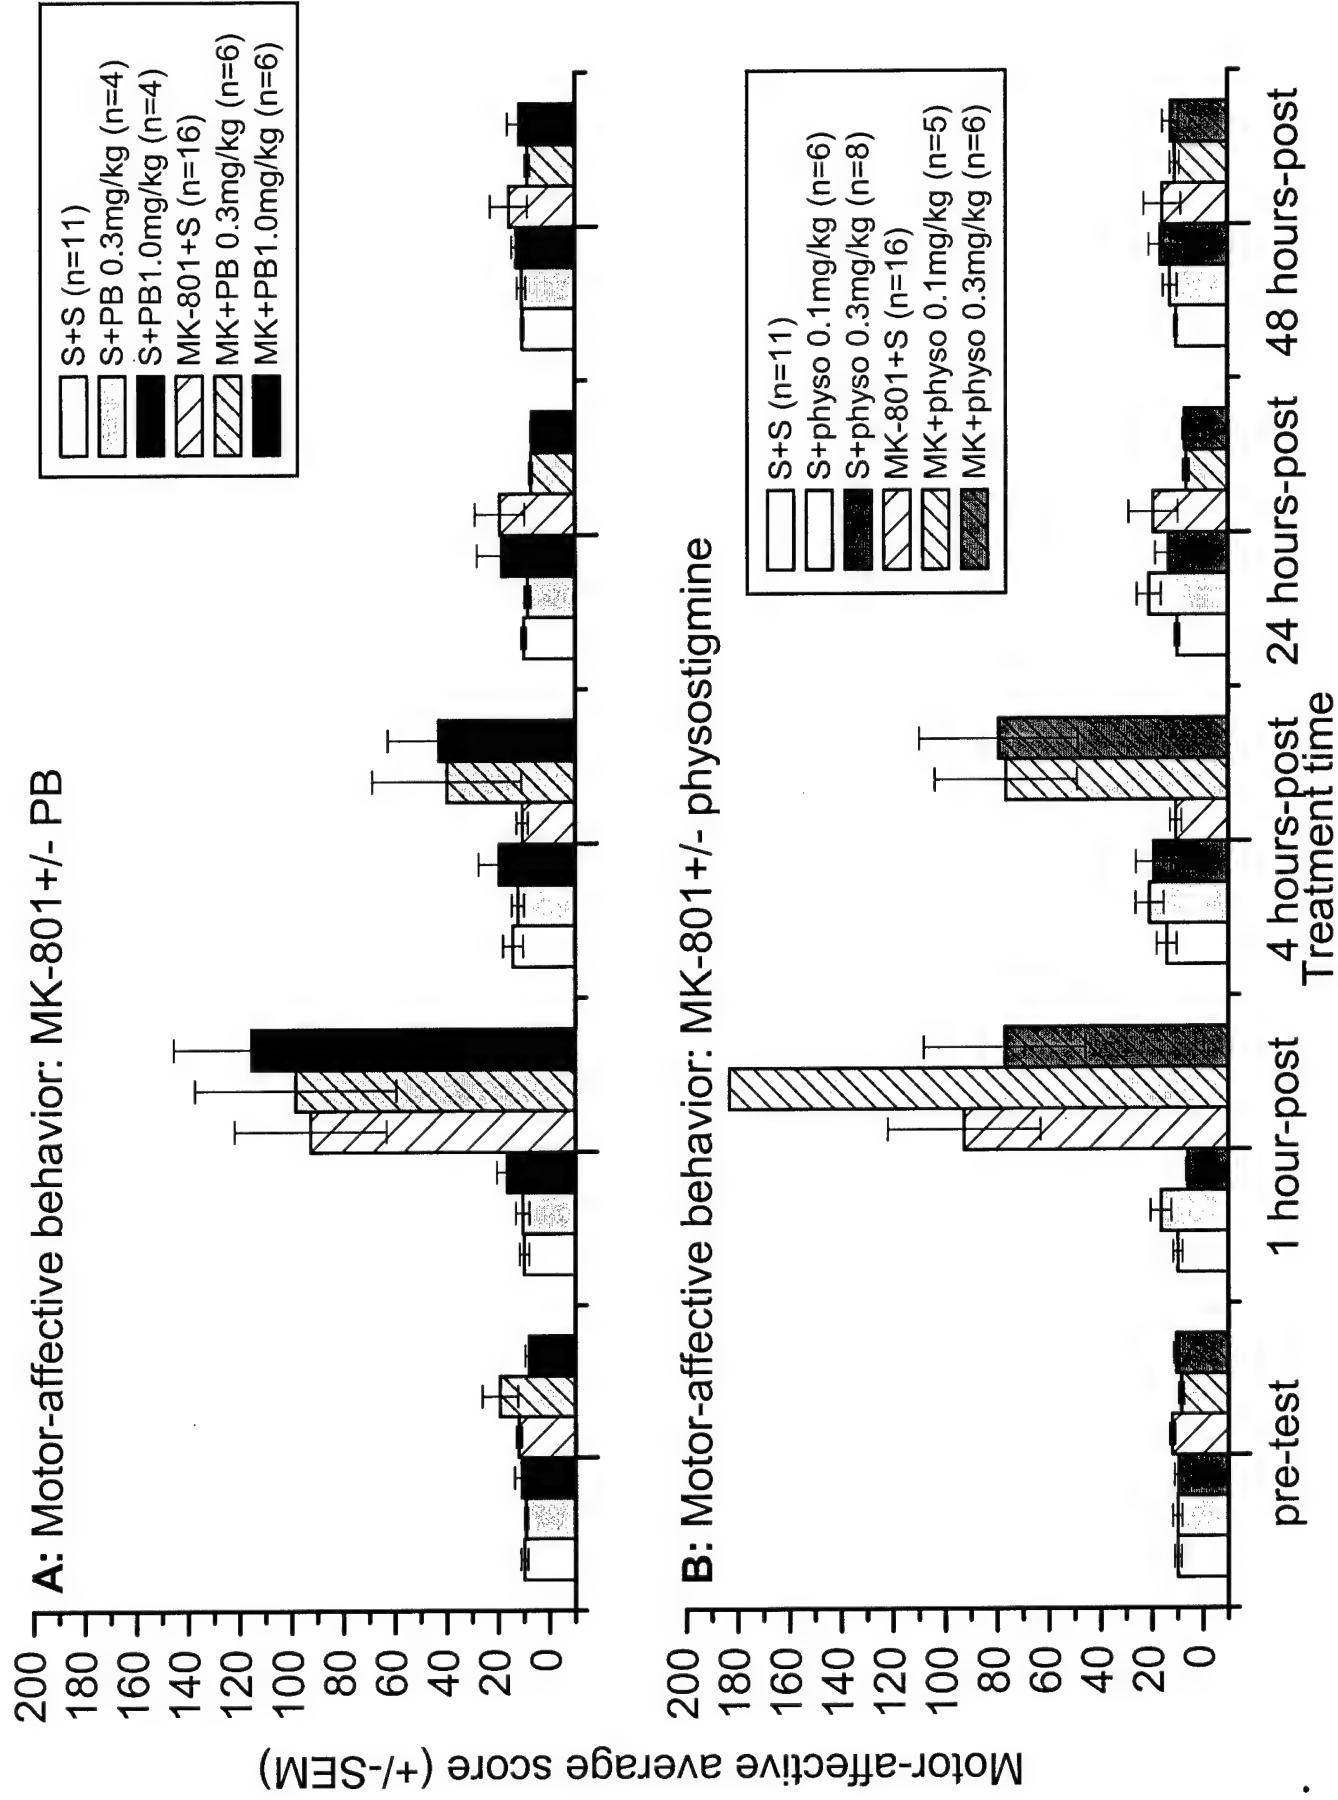 A: Motor-affective behavior: MK-801+/- PB
S+S (n=11)
S+PB 0.3mg/kg (n=4)
S+PB1.0mg/kg (n=4)
MK-801+S (n=16)
MK+PB 0.3mg/kg (n=6)
MK+PB1.0mg/kg (n=6)
200
180
160
140
120
100
80
60
40
20
0
Motor-affective average score (+/-SEM)
B: Motor-affective behavior: MK-801+/- physostigmine
S+S (n=11)
S+physo 0.1mg/kg (n=6)
S+physo 0.3mg/kg (n=8)
MK-801+S (n=16)
MK+physo 0.1mg/kg (n=5)
MK+physo 0.3mg/kg (n=6)
200
180
160
140
120
100
80
60
40
20
0
pre-test
1 hour-post
4 hours-post
24 hours-post
48 hours-post
Treatment time